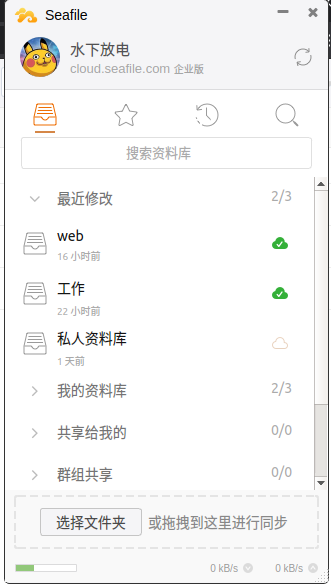 Seafile
水下放电
cloud.seafile.com 企业版
搜索资料库
最近修改 2/3
web
16 小时前
工作
22 小时前
私人资料库
1 天前
我的资料库 2/3
共享给我的 0/0
群组共享 0/0
选择文件夹 或拖拽到这里进行同步
0 kB/s 0 kB/s